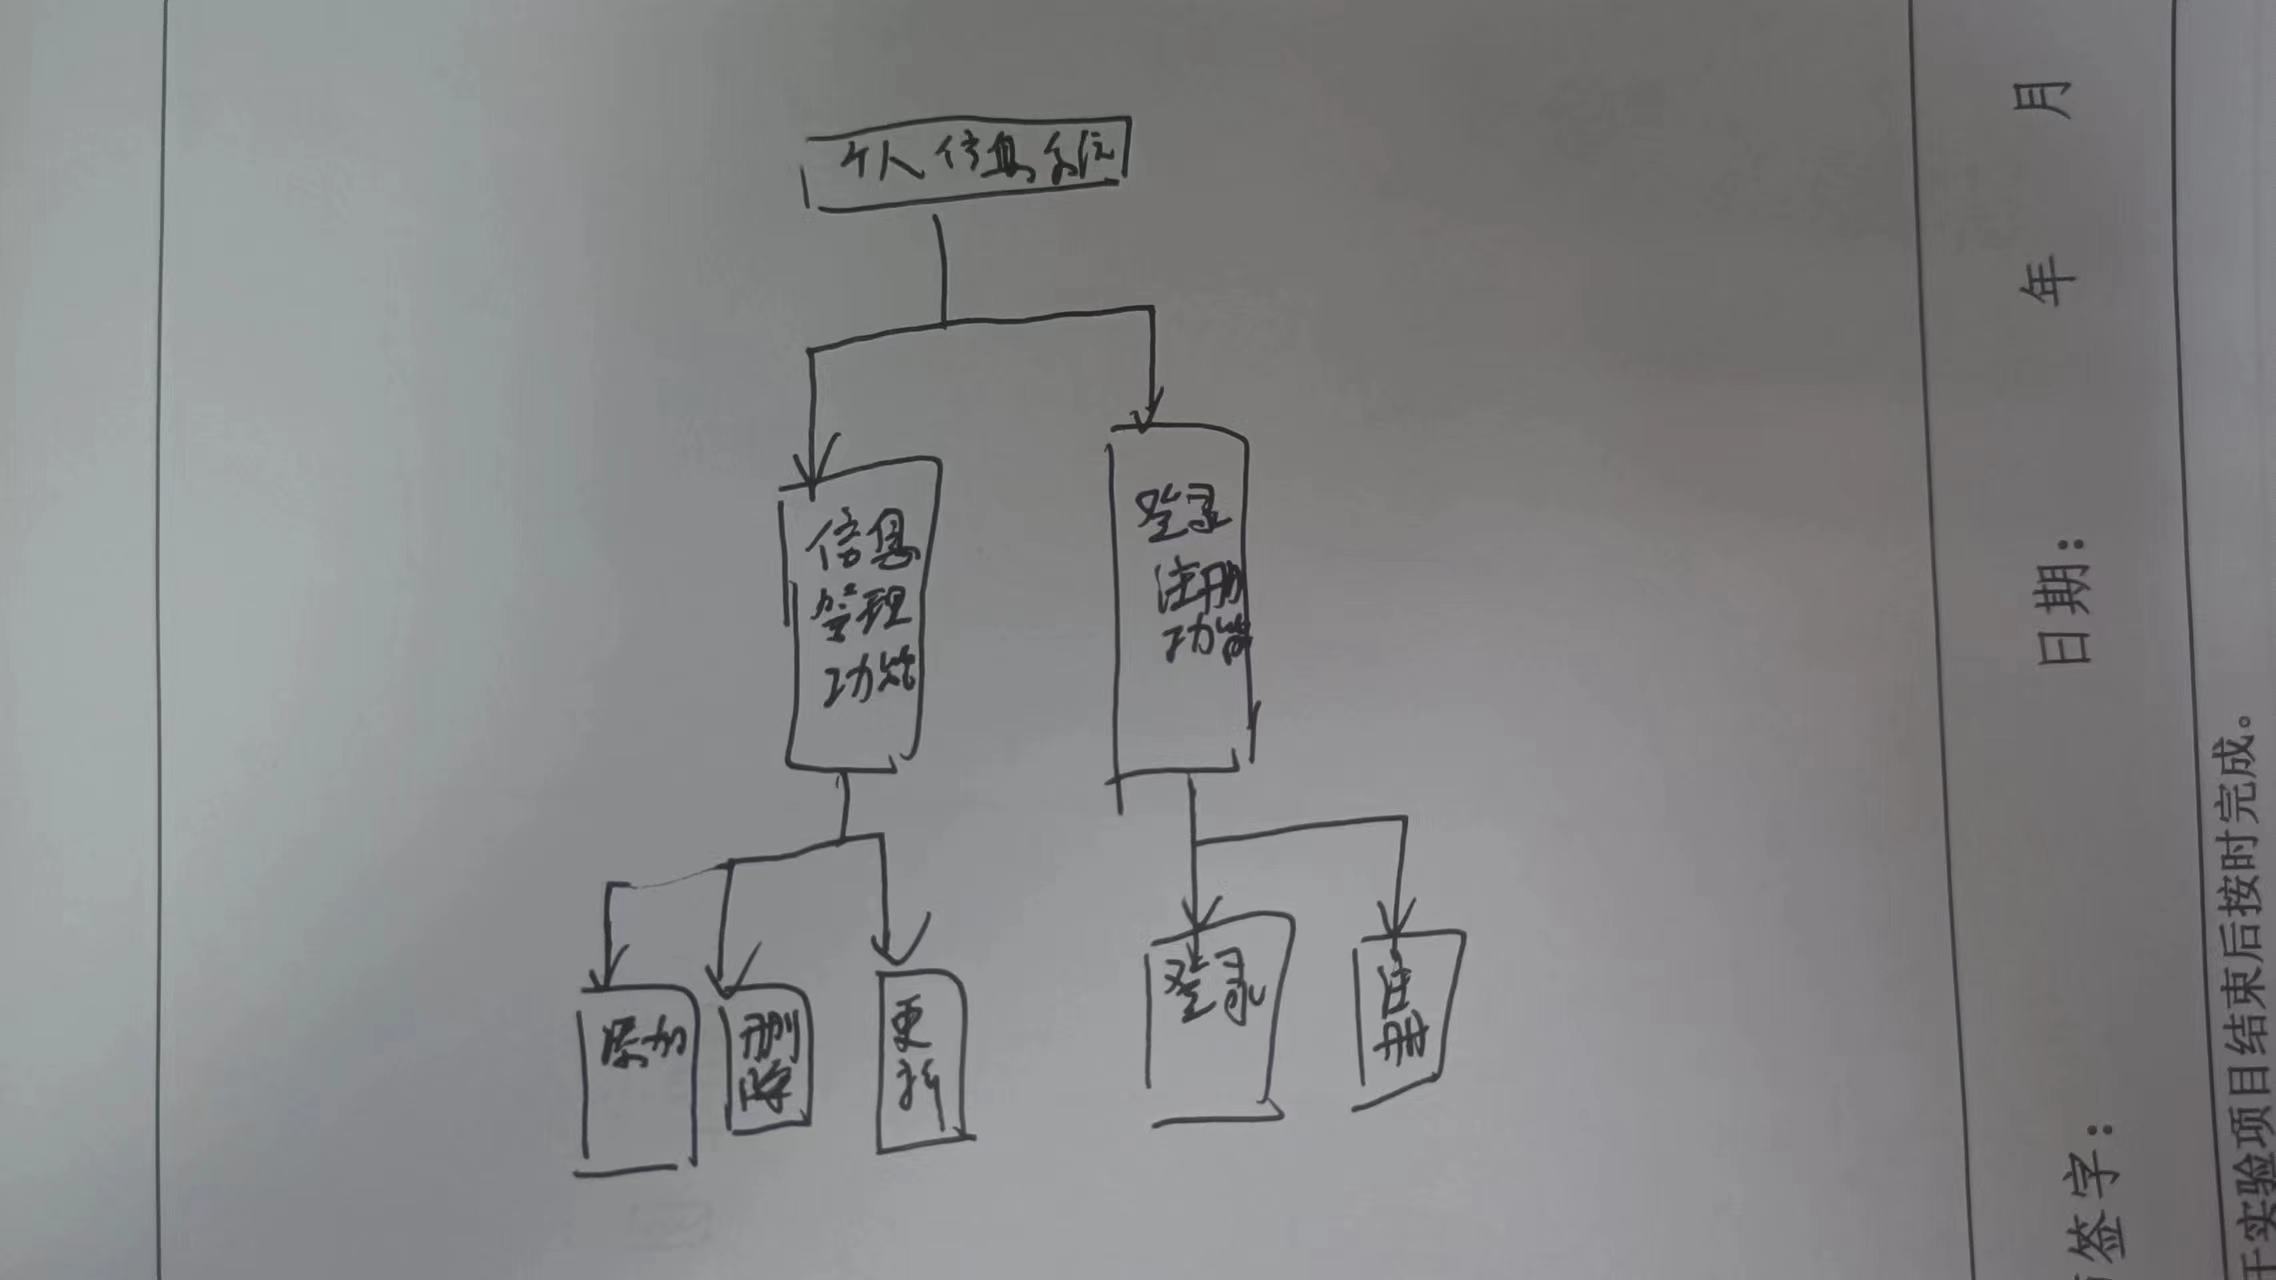 个人信息系统
信息
管理
功能
登录
注册
功能
添加
删
除
更
新
登录
注
册
签字：
日期：
年
月
于实验项目结束后按时完成。